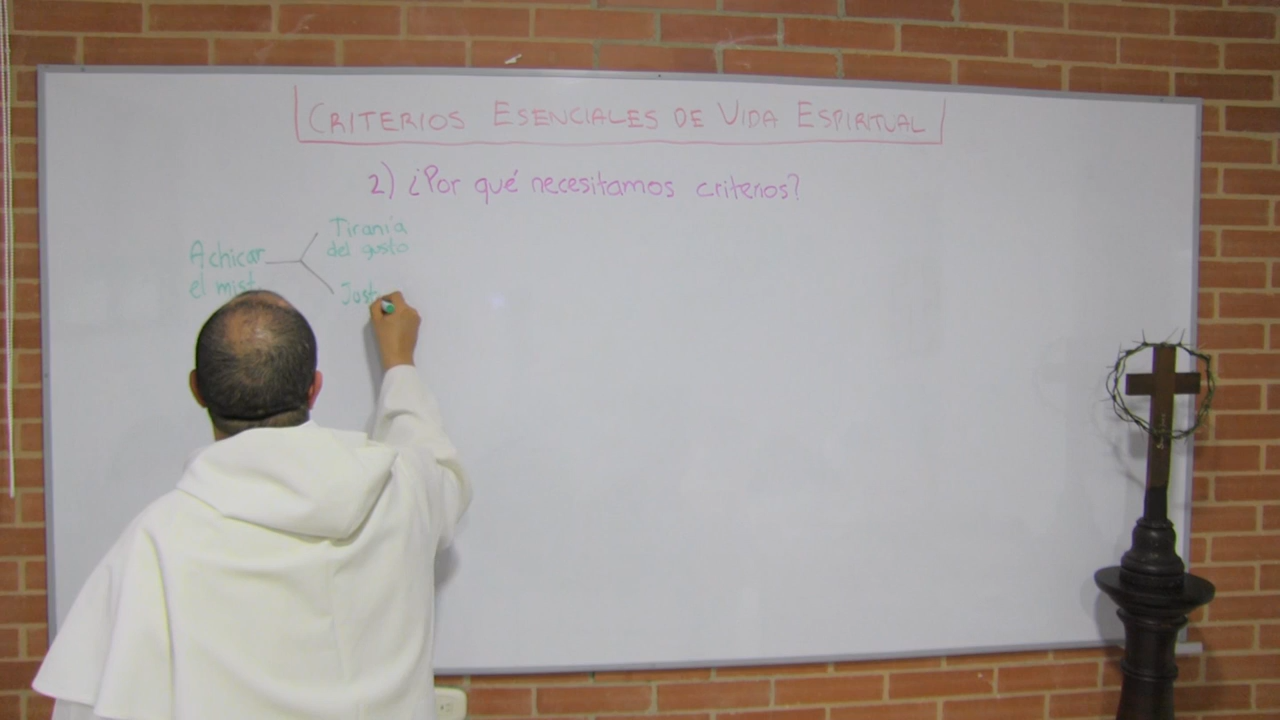 CRITERIOS ESENCIALES DE VIDA ESPIRITUAL
2) ¿Por qué necesitamos criterios?
Achicar
el mist
Tiranía
del gusto